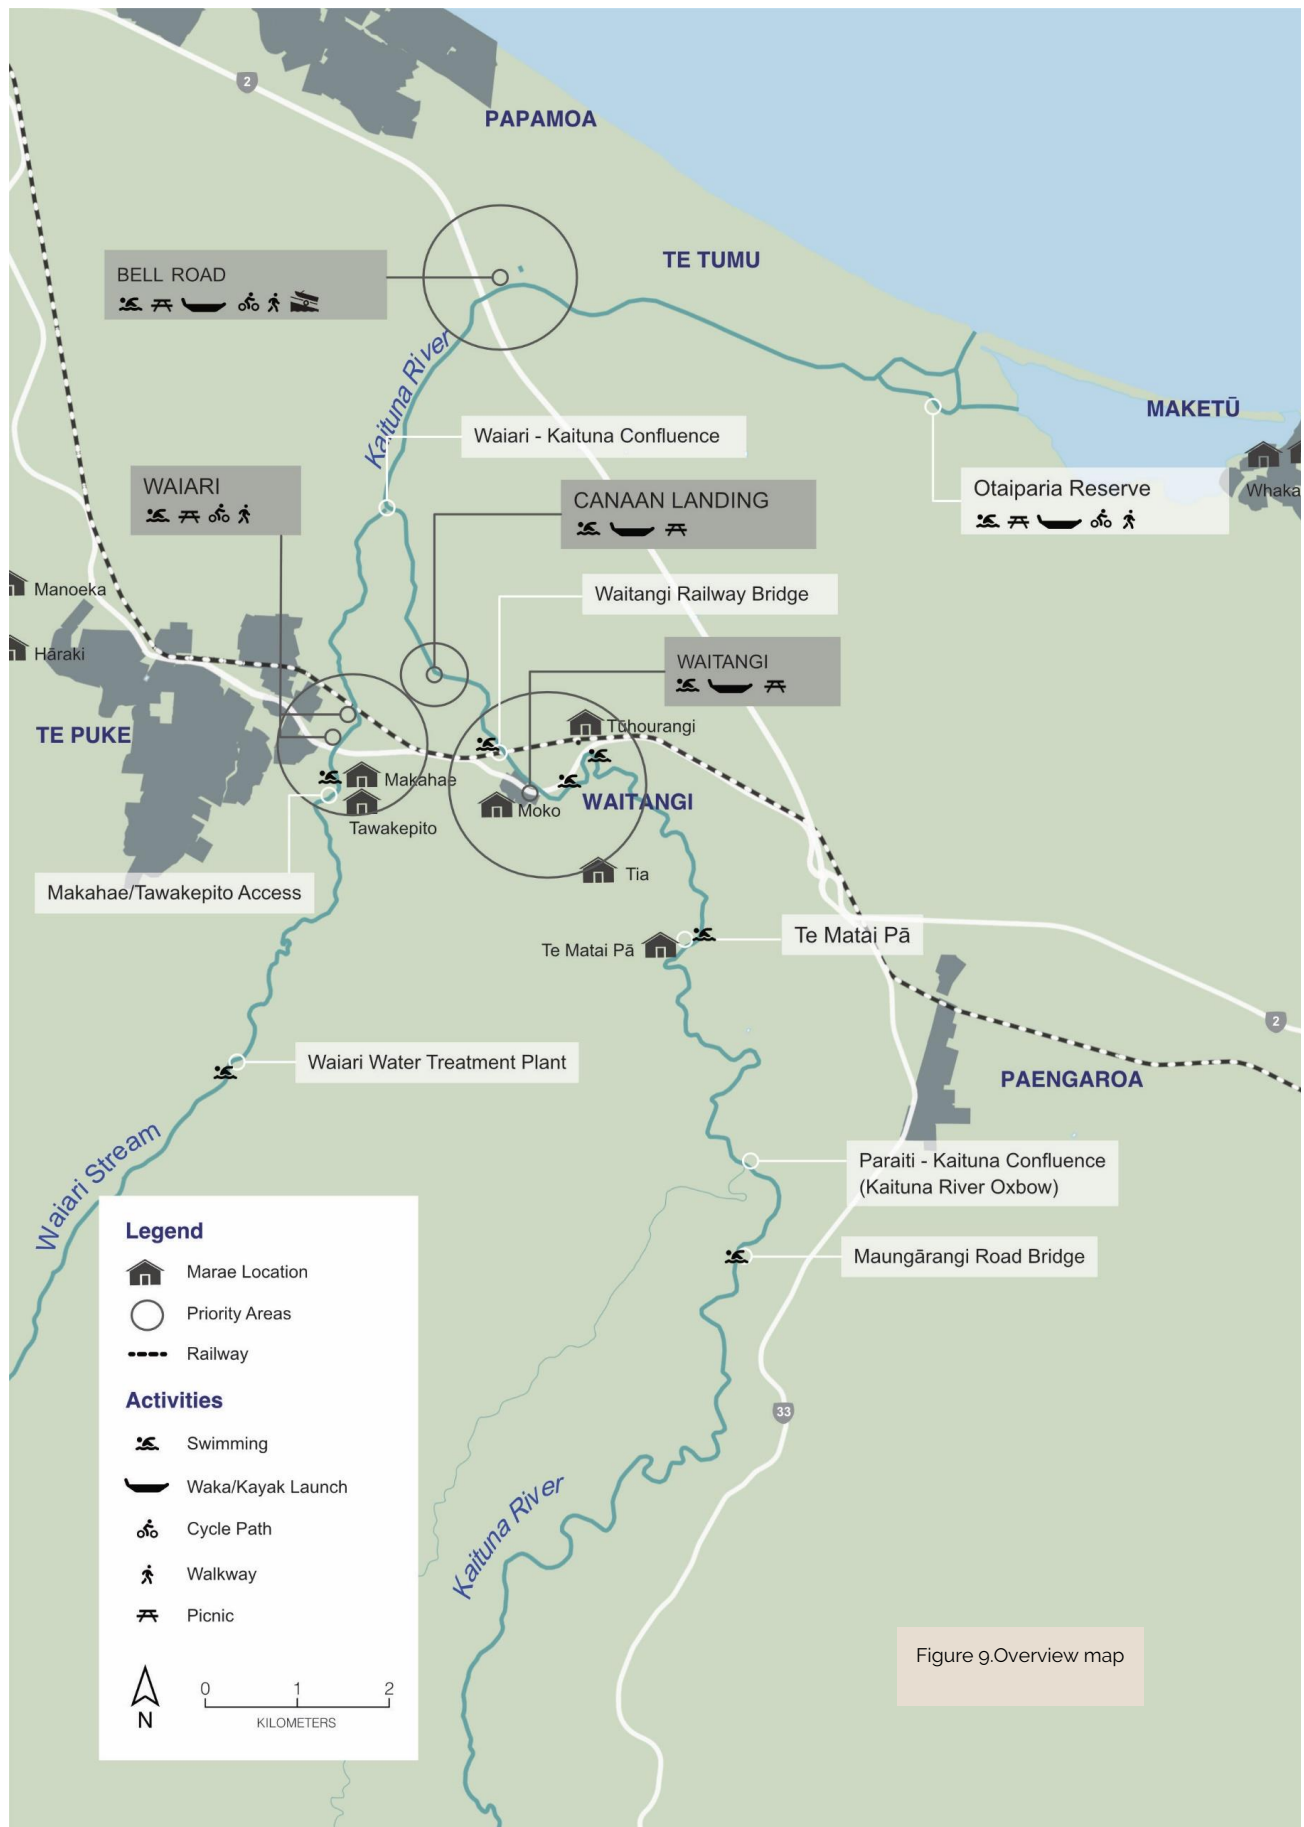 2
PAPAMOA
BELL ROAD
TE TUMU
Kaituna River
MAKETŪ
Waiari - Kaituna Confluence
WAIARI
CANAAN LANDING
Otaiparia Reserve
Whaka
Manoeka
Waitangi Railway Bridge
Hāraki
WAITANGI
TE PUKE
Tūhourangi
Makahae
WAITANGI
Moko
Tawakepito
Tia
Makahae/Tawakepito Access
Te Matai Pā
Te Matai Pā
2
Waiari Water Treatment Plant
PAENGAROA
Waiari Stream
Paraiti - Kaituna Confluence
(Kaituna River Oxbow)
Maungārangi Road Bridge
Legend
Marae Location
Priority Areas
Railway
Activities
Swimming
Waka/Kayak Launch
Cycle Path
Walkway
Picnic
33
Kaituna River
0 1 2
KILOMETERS
N
Figure 9.Overview map